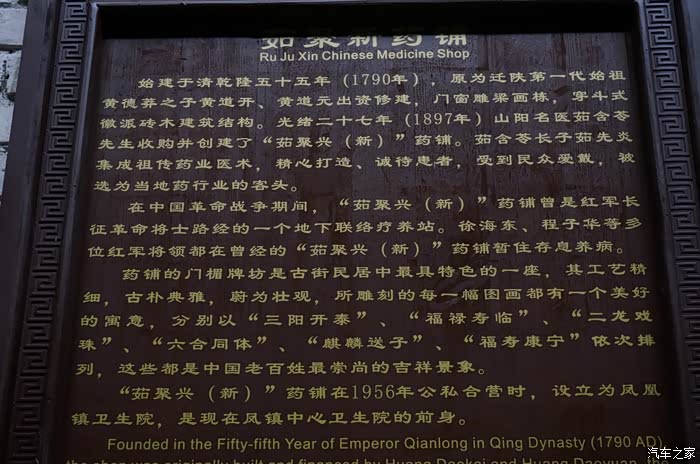 茹聚新药铺
Ru Ju Xin Chinese Medicine Shop
始建于清乾隆五十五年（1790年），原为迁陕第一代始祖
黄德莽之子黄道开、黄道元出资修建，门窗雕梁画栋，穿斗式
徽派砖木建筑结构。光绪二十七年（1897年）山阳名医茹含苓
先生收购并创建了“茹聚兴（新）”药铺。茹含苓长子茹先炎
集成祖传药业医术，精心打造、诚待患者，受到民众爱戴，被
选为当地药行业的客头。
在中国革命战争期间，“茹聚兴（新）”药铺曾是红军长
征革命将士路经的一个地下联络疗养站。徐海东、程子华等多
位红军将领都在曾经的“茹聚兴（新）”药铺暂住存息养病。
药铺的门楣牌坊是古街民居中最具特色的一座，其工艺精
细，古朴典雅，蔚为壮观，所雕刻的每一幅图画都有一个美好
的寓意，分别以“三阳开泰”、“福禄寿临”、“二龙戏
珠”、“六合同体”、“麒麟送子”、“福寿康宁”依次排
列，这些都是中国老百姓最崇尚的吉祥景象。
“茹聚兴（新）”药铺在1956年公私合营时，设立为凤凰
镇卫生院，是现在凤镇中心卫生院的前身。
Founded in the Fifty-fifth Year of Emperor Qianlong in Qing Dynasty (1790 AD),
the shop was originally built and financed by Huang Daokai and Huang Daoyuan, the
汽车之家